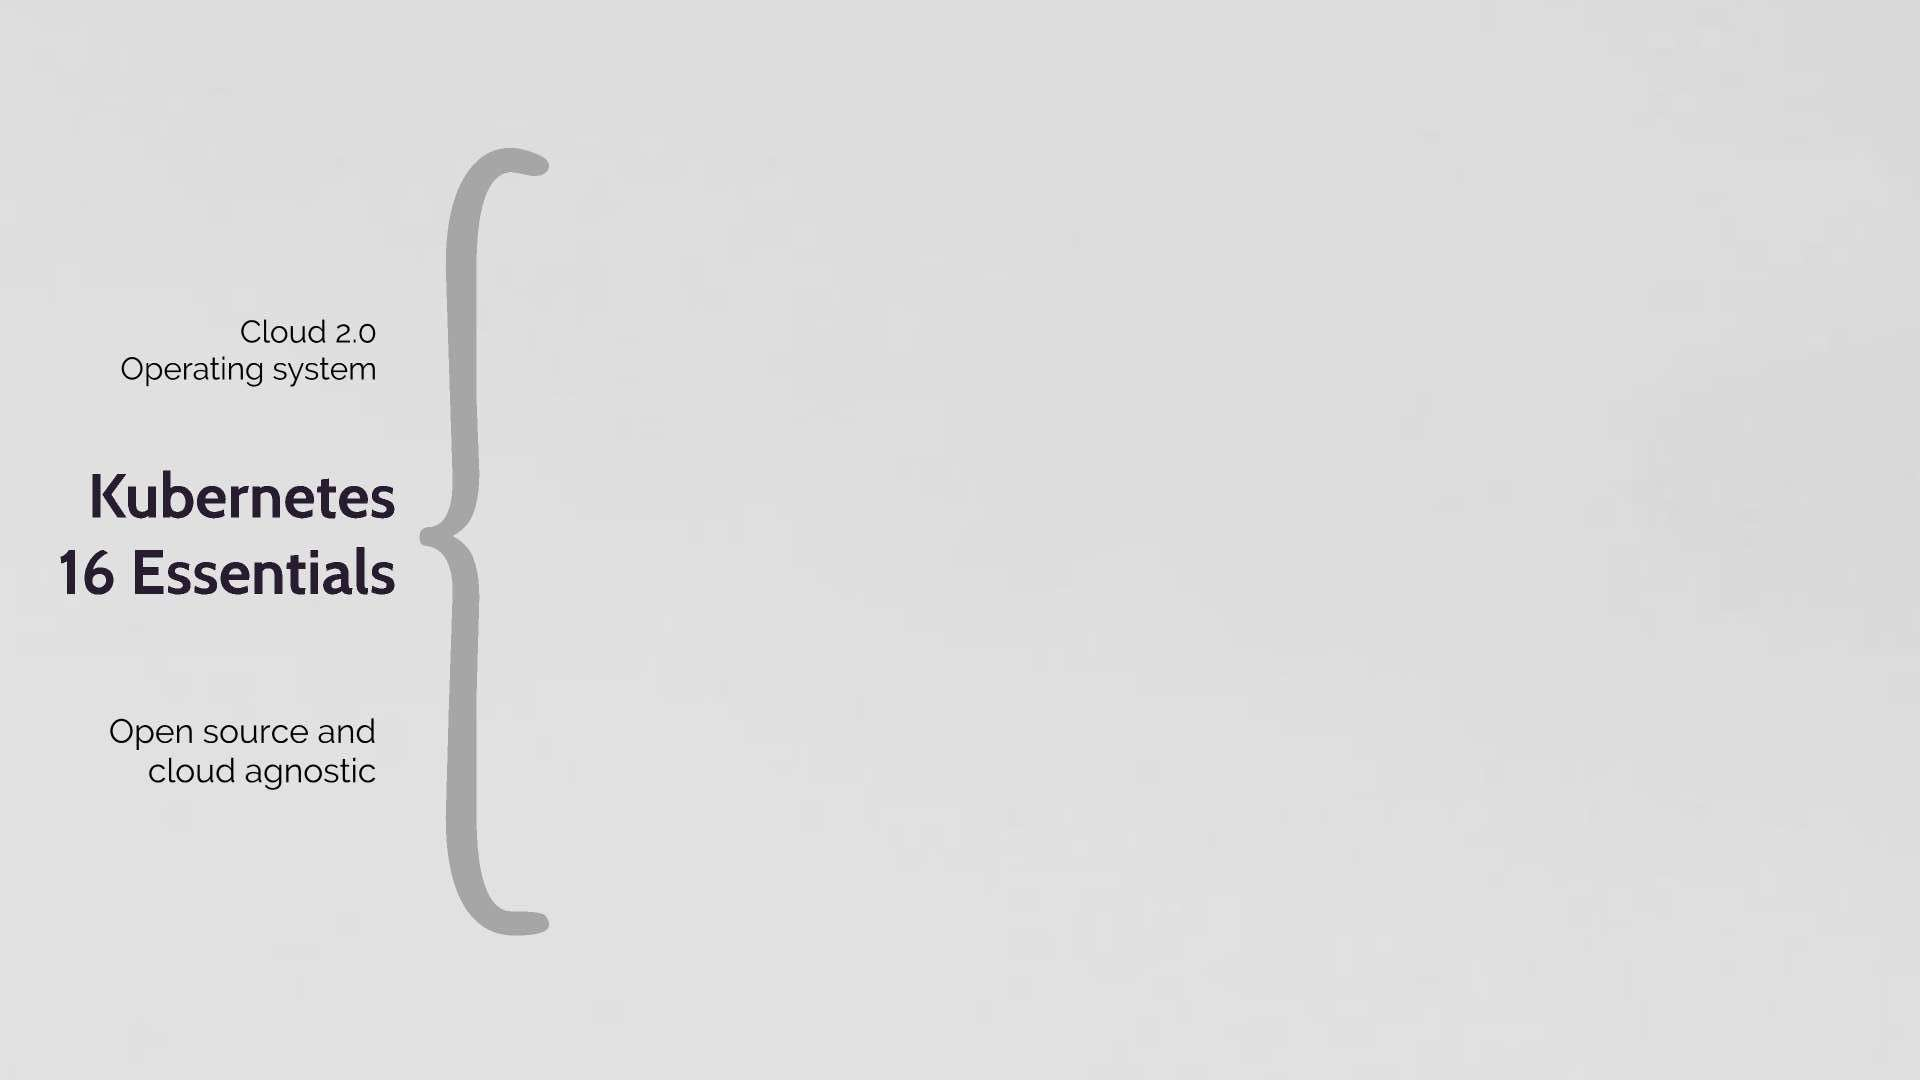 Cloud 2.0
Operating system
Kubernetes
16 Essentials
Open source and
cloud agnostic